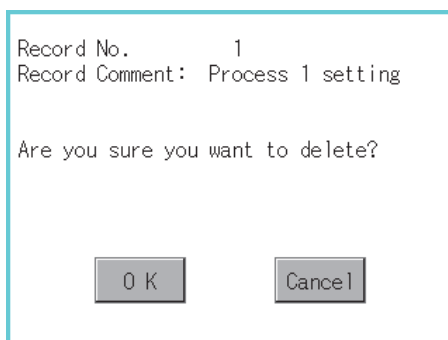 Record No. 1
Record Comment: Process 1 setting
Are you sure you want to delete?
OK Cancel